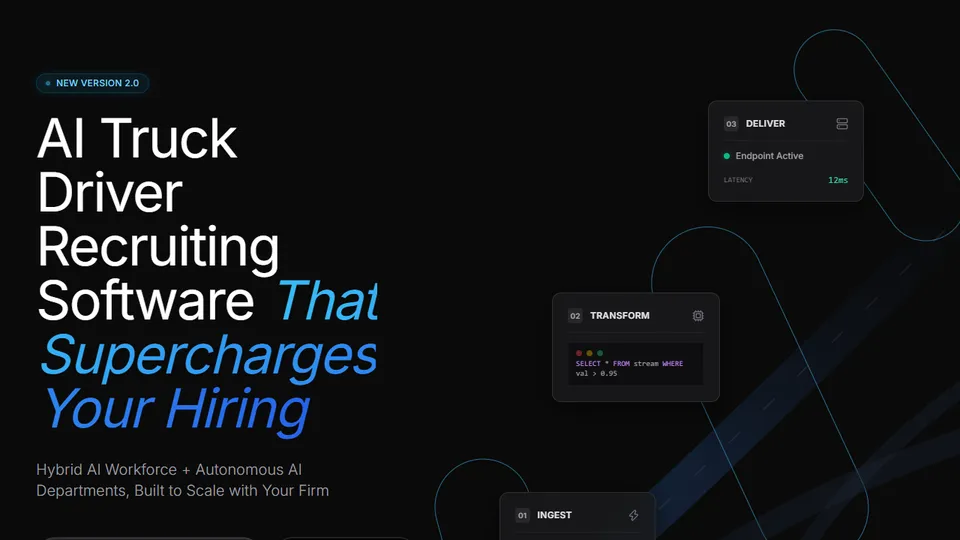 NEW VERSION 2.0
AI Truck
Driver
Recruiting
Software That
Supercharges
Your Hiring
Hybrid AI Workforce + Autonomous AI
Departments, Built to Scale with Your Firm
03 DELIVER
Endpoint Active
LATENCY 12ms
02 TRANSFORM
SELECT * FROM stream WHERE
val > 0.95
01 INGEST